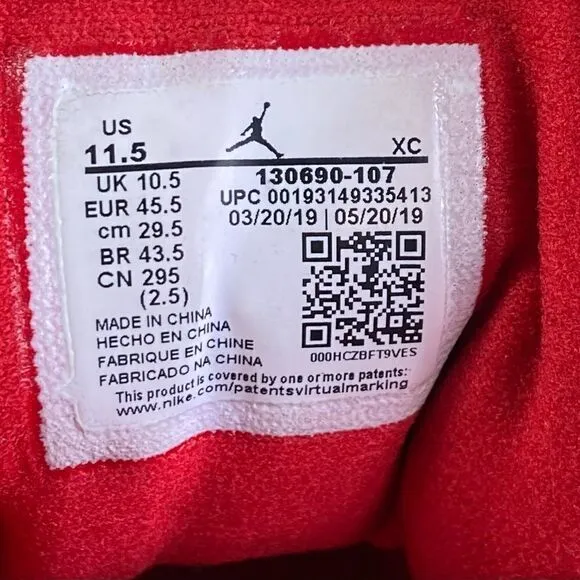 US
11.5
XC
UK 10.5
130690-107
EUR 45.5
UPC 00193149335413
cm 29.5
03/20/19 | 05/20/19
BR 43.5
CN 295
(2.5)
MADE IN CHINA
HECHO EN CHINA
FABRIQUE EN CHINE
FABRICADO NA CHINA
000HCZBFT9VES
This product is covered by one or more patents:
www.nike.com/patentsvirtualmarking